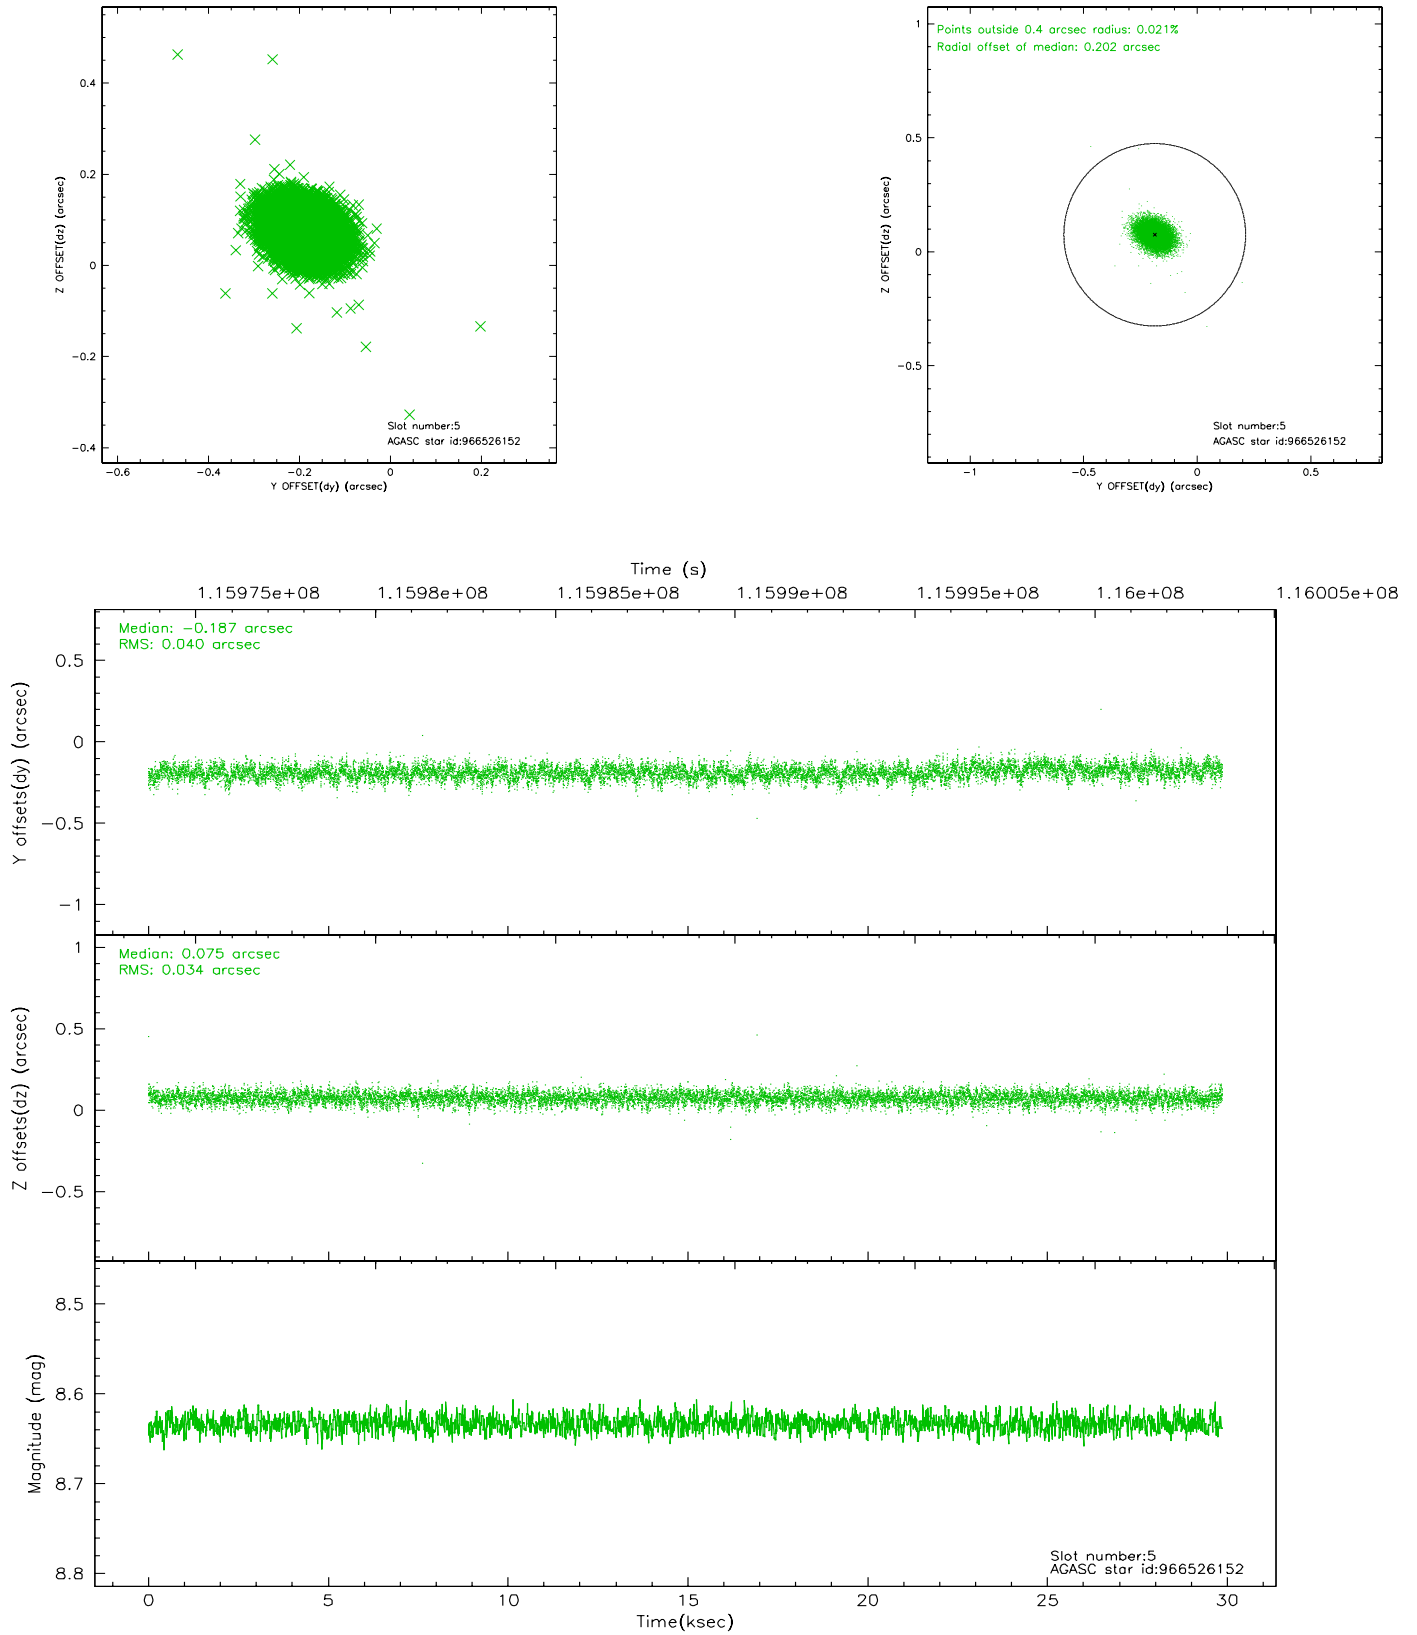 0.4
0.2
0
−0.2
−0.4
−0.6
−0.4
−0.2
0
0.2
Z OFFSET(dz) (arcsec)
Y OFFSET(dy) (arcsec)
Slot number:5
AGASC star id:966526152
Points outside 0.4 arcsec radius: 0.021%
Radial offset of median: 0.202 arcsec
1
0.5
0
−0.5
−1
−0.5
0
0.5
Z OFFSET(dz) (arcsec)
Y OFFSET(dy) (arcsec)
Slot number:5
AGASC star id:966526152
Time (s)
1.15975e+08
1.1598e+08
1.15985e+08
1.1599e+08
1.15995e+08
1.16e+08
1.16005e+08
Median: −0.187 arcsec
RMS: 0.040 arcsec
0.5
0
−0.5
−1
Y offsets(dy) (arcsec)
Median: 0.075 arcsec
RMS: 0.034 arcsec
1
0.5
0
−0.5
Z offsets(dz) (arcsec)
8.5
8.6
8.7
8.8
Magnitude (mag)
Slot number:5
AGASC star id:966526152
0
5
10
15
20
25
30
Time(ksec)